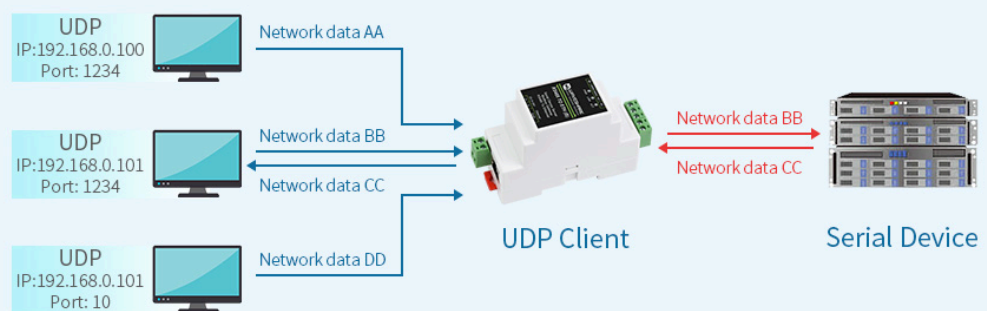 UDP
IP:192.168.0.100
Port: 1234
Network data AA
UDP
IP:192.168.0.101
Port: 1234
Network data BB
Network data CC
UDP
IP:192.168.0.101
Port: 10
Network data DD
UDP Client
Network data BB
Network data CC
Serial Device